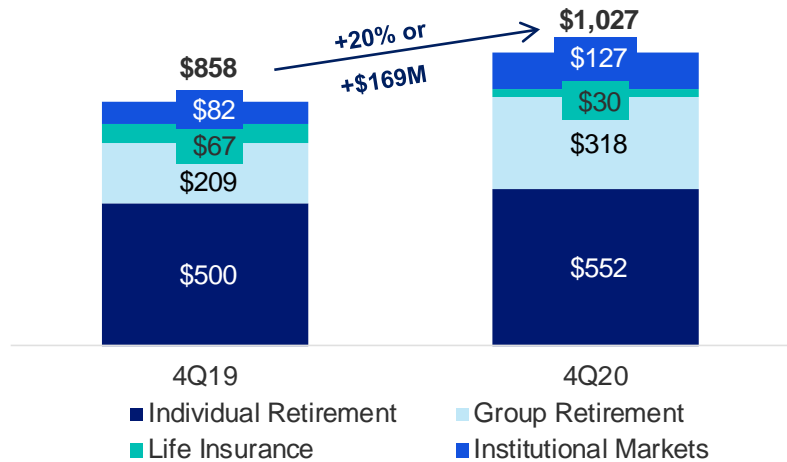 $858
+20% or
+$169M
$1,027
$82
$67
$209
$500
$127
$30
$318
$552
4Q19
4Q20
Individual Retirement
Group Retirement
Life Insurance
Institutional Markets